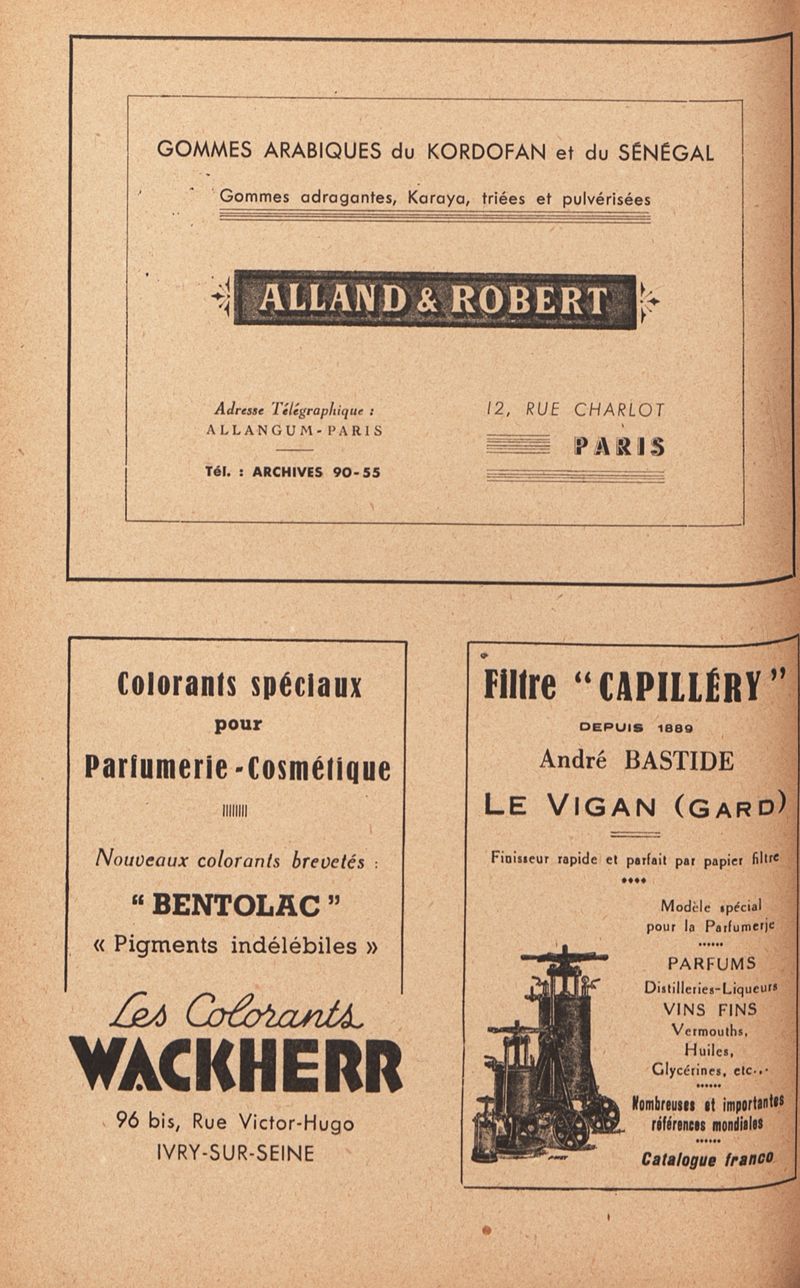 GOMMES ARABIQUES du KORDOFAN et du SÉNÉGAL
Gommes adragantes, Karaya, triées et pulvérisées
ALLAND & ROBERT
Adresse Télégraphique :
ALLANGUM-PARIS
Tél. : ARCHIVES 90-55
12, RUE CHARLOT
PARIS
Colorants spéciaux
pour
Parfumerie-Cosmétique
Nouveaux colorants brevetés :
“ BENTOLAC ”
« Pigments indélébiles »
Les Colorants
WACKHERR
96 bis, Rue Victor-Hugo
IVRY-SUR-SEINE
Filtre “ CAPILLÉRY ”
DEPUIS 1889
André BASTIDE
LE VIGAN (GARD)
Finisseur rapide et parfait par papier filtre
Modèle spécial
pour la Parfumerie
PARFUMS
Distilleries-Liqueurs
VINS FINS
Vermouths,
Huiles,
Glycérines, etc...
Nombreuses et importantes
références mondiales
Catalogue franco